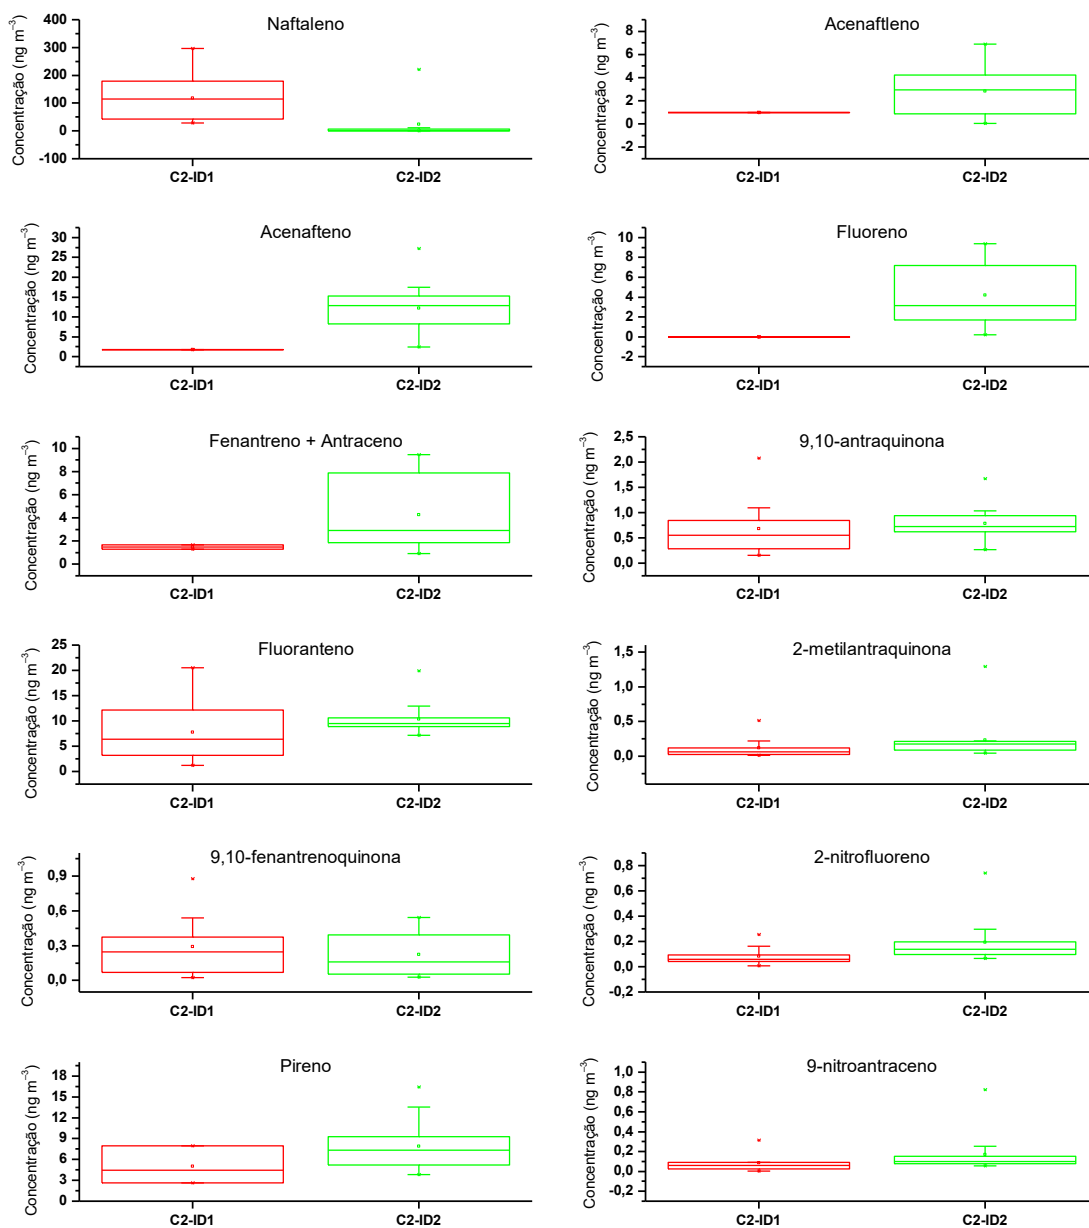 Naftaleno
Concentração (ng m⁻³)
400
300
200
100
0
-100
C2-ID1
C2-ID2
Acenaftleno
Concentração (ng m⁻³)
8
6
4
2
0
-2
C2-ID1
C2-ID2
Acenafteno
Concentração (ng m⁻³)
30
25
20
15
10
5
0
C2-ID1
C2-ID2
Fluoreno
Concentração (ng m⁻³)
10
8
6
4
2
0
-2
C2-ID1
C2-ID2
Fenantreno + Antraceno
Concentração (ng m⁻³)
10
8
6
4
2
0
C2-ID1
C2-ID2
9,10-antraquinona
Concentração (ng m⁻³)
2,5
2,0
1,5
1,0
0,5
0,0
C2-ID1
C2-ID2
Fluoranteno
Concentração (ng m⁻³)
25
20
15
10
5
0
C2-ID1
C2-ID2
2-metilantraquinona
Concentração (ng m⁻³)
1,5
1,0
0,5
0,0
C2-ID1
C2-ID2
9,10-fenantrenoquinona
Concentração (ng m⁻³)
0,9
0,6
0,3
0,0
C2-ID1
C2-ID2
2-nitrofluoreno
Concentração (ng m⁻³)
0,8
0,6
0,4
0,2
0,0
-0,2
C2-ID1
C2-ID2
Pireno
Concentração (ng m⁻³)
18
15
12
9
6
3
0
C2-ID1
C2-ID2
9-nitroantraceno
Concentração (ng m⁻³)
1,0
0,8
0,6
0,4
0,2
0,0
-0,2
C2-ID1
C2-ID2